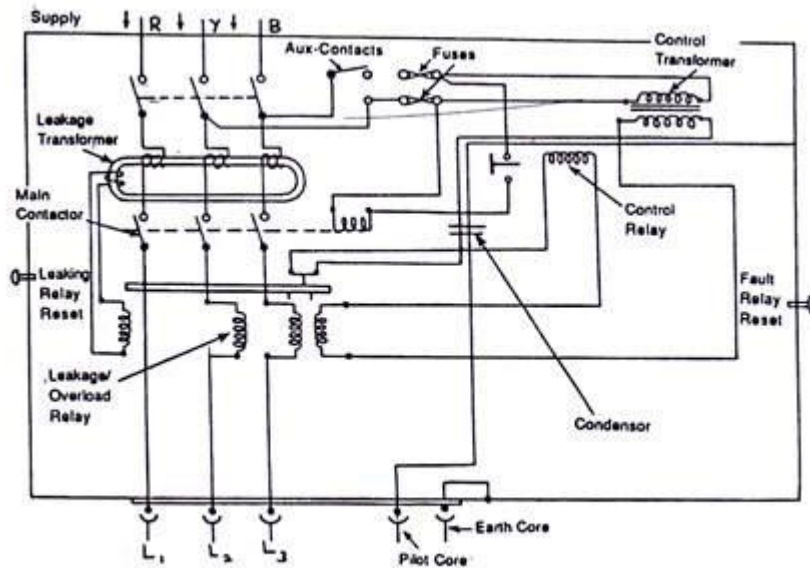 Supply
R Y B
Aux-Contacts
Fuses
Control
Transformer
Leakage
Transformer
Main
Contactor
Control
Relay
Leaking
Relay
Reset
Fault
Relay
Reset
Leakage/
Overload
Relay
Condensor
Earth Core
L1 L2 L3
Pilot Core